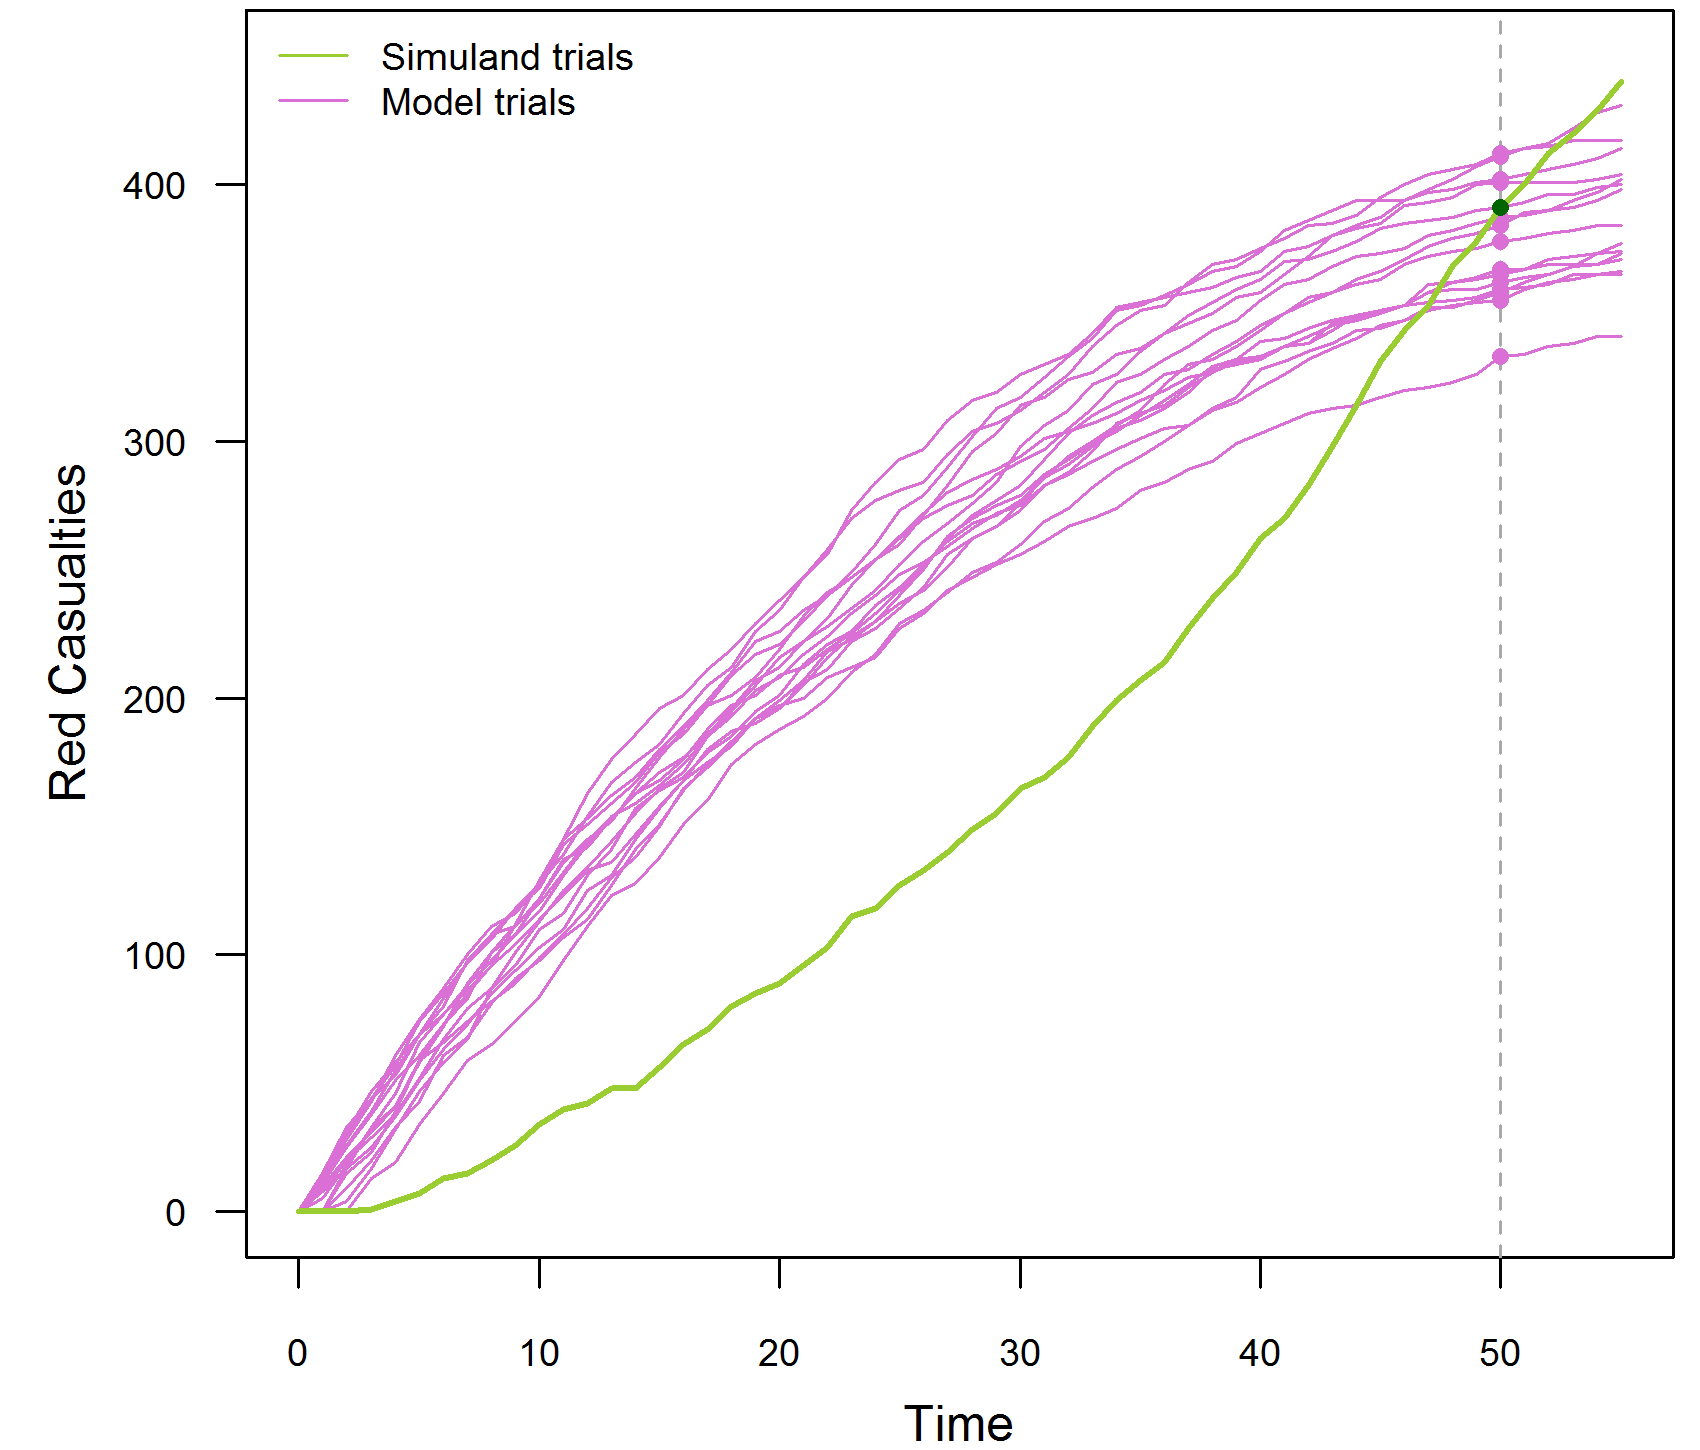 Simuland trials
Model trials
400
300
200
100
0
Red Casualties
0 10 20 30 40 50
Time